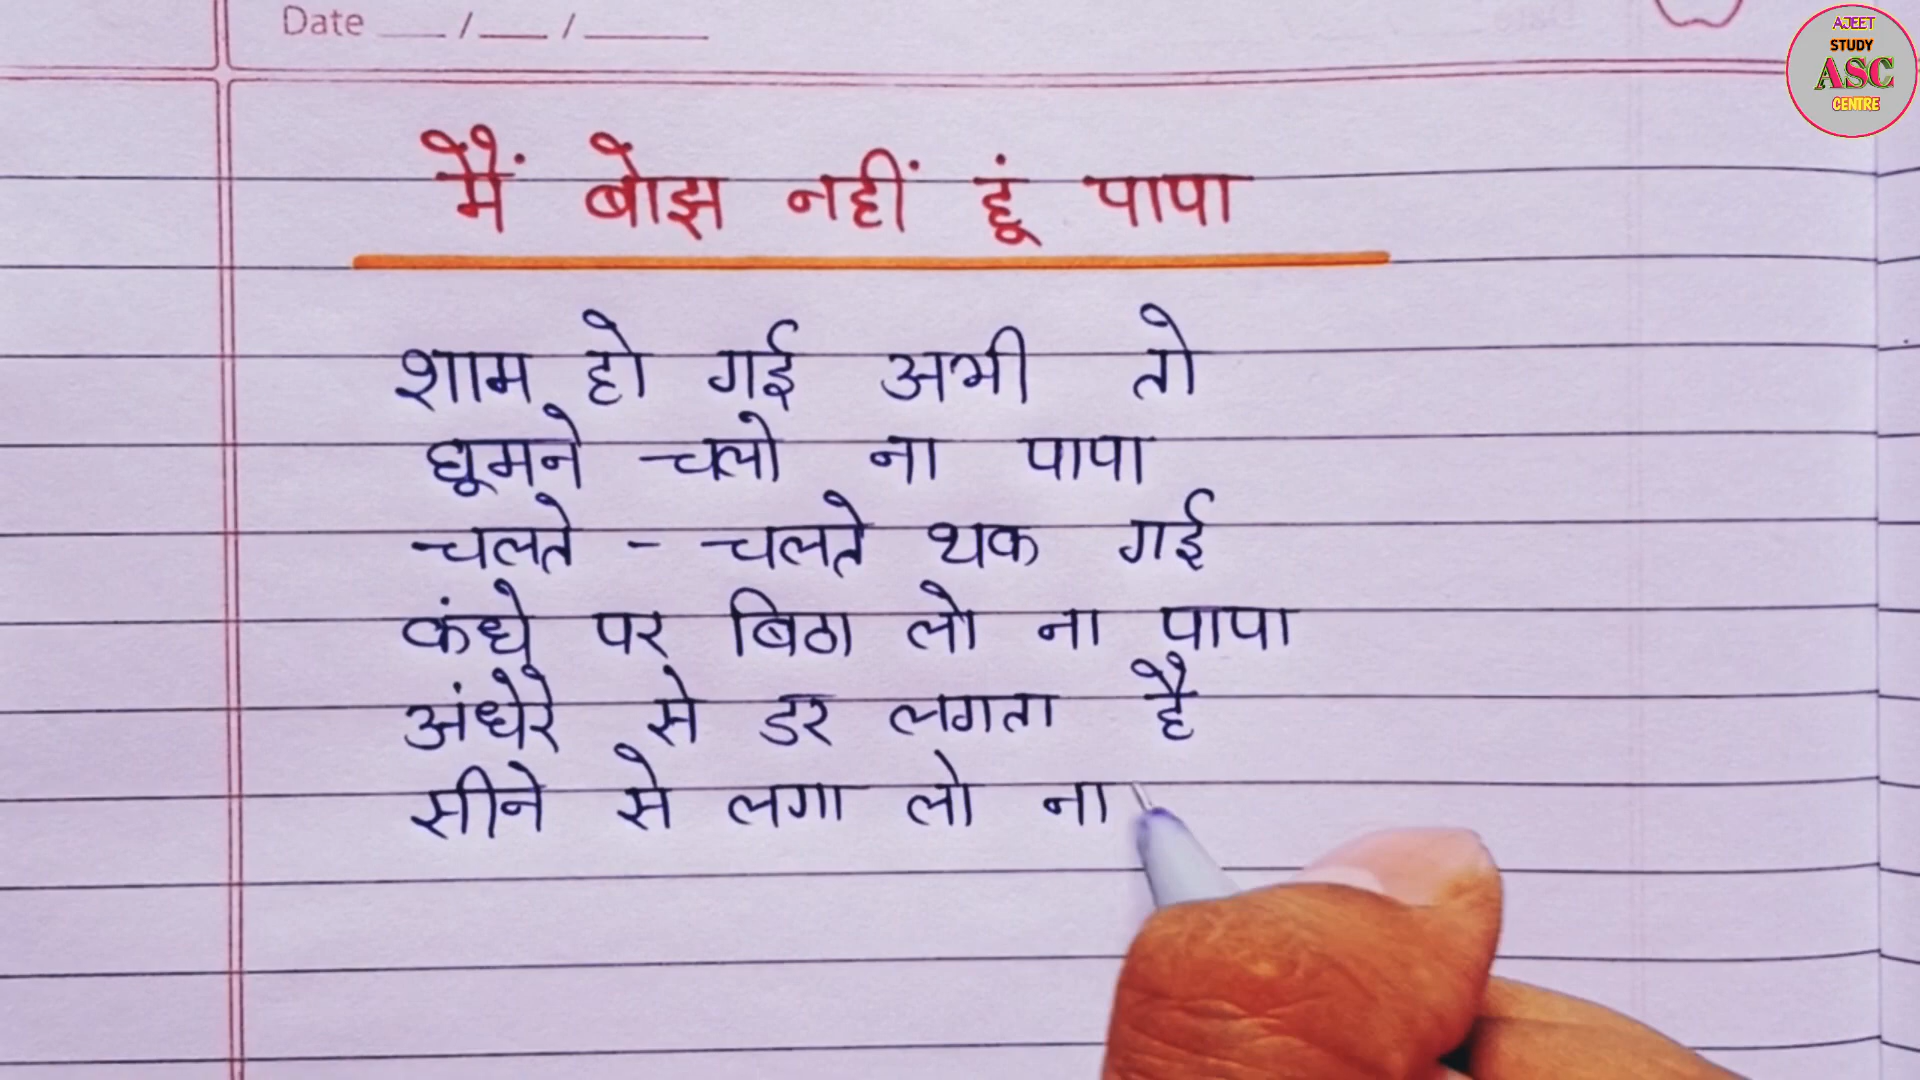 Date __/__/____
AJEET
STUDY
ASC
CENTRE
मैं बोझ नहीं हूं पापा
शाम हो गई अभी तो
घूमने चलो ना पापा
चलते - चलते थक गई
कंधे पर बिठा लो ना पापा
अंधेरे से डर लगता है
सीने से लगा लो ना